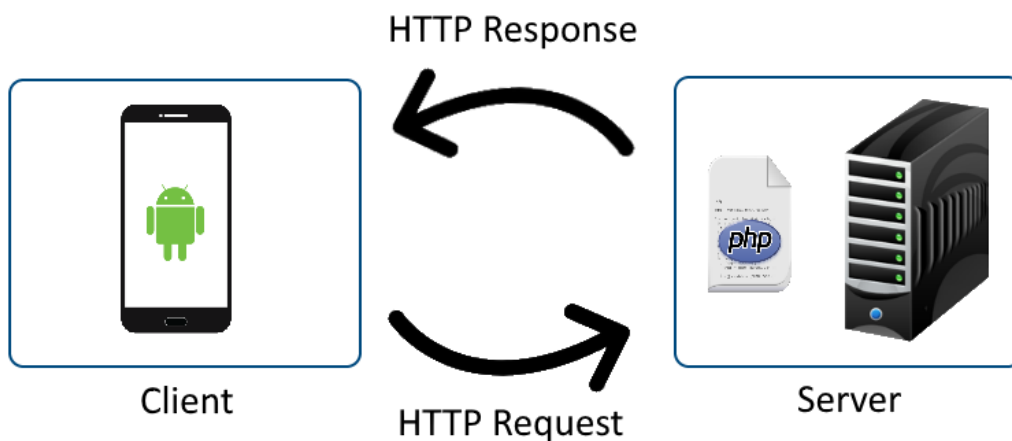 HTTP Response
php
Client
Server
HTTP Request